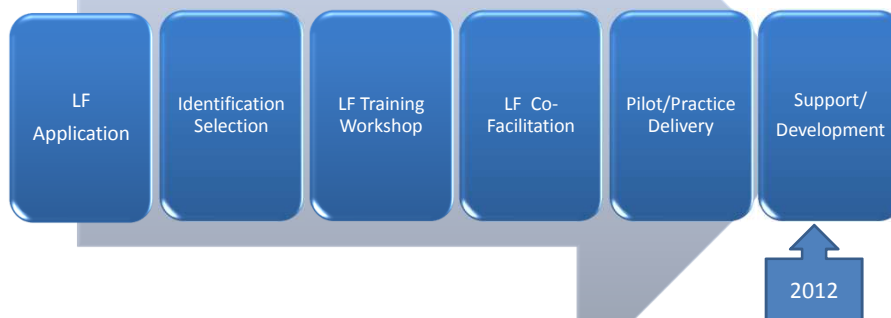 LF
Application
Identification
Selection
LF Training
Workshop
LF Co-
Facilitation
Pilot/Practice
Delivery
Support/
Development
2012